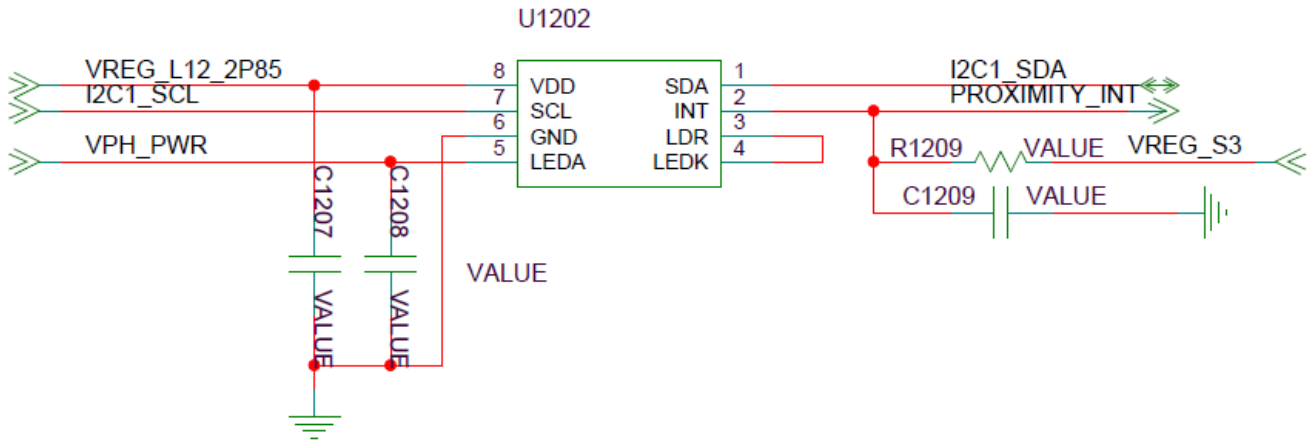 U1202
VREG_L12_2P85
8
VDD
SDA
1
I2C1_SDA
I2C1_SCL
7
SCL
INT
2
PROXIMITY_INT
6
GND
LDR
3
VPH_PWR
5
LEDA
LEDK
4
R1209
VALUE
VREG_S3
C1207
C1208
C1209
VALUE
VALUE
VALUE
VALUE